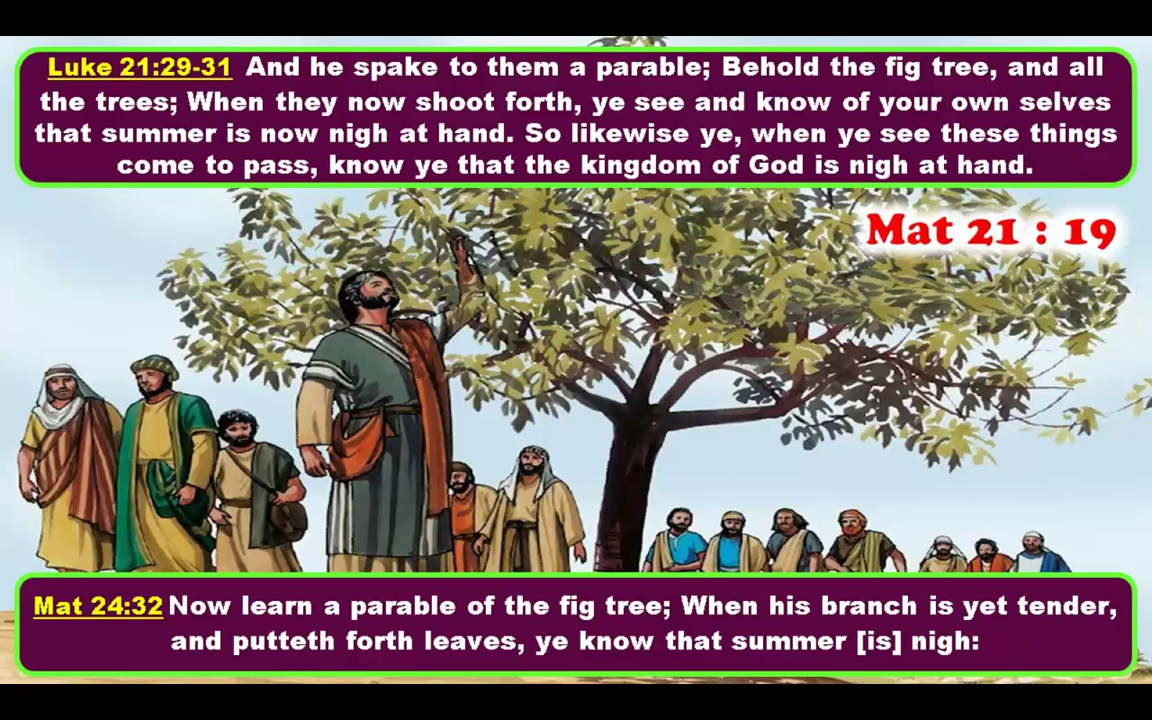 Luke 21:29-31 And he spake to them a parable; Behold the fig tree, and all
the trees; When they now shoot forth, ye see and know of your own selves
that summer is now nigh at hand. So likewise ye, when ye see these things
come to pass, know ye that the kingdom of God is nigh at hand.
Mat 21 : 19
Mat 24:32 Now learn a parable of the fig tree; When his branch is yet tender,
and putteth forth leaves, ye know that summer [is] nigh: